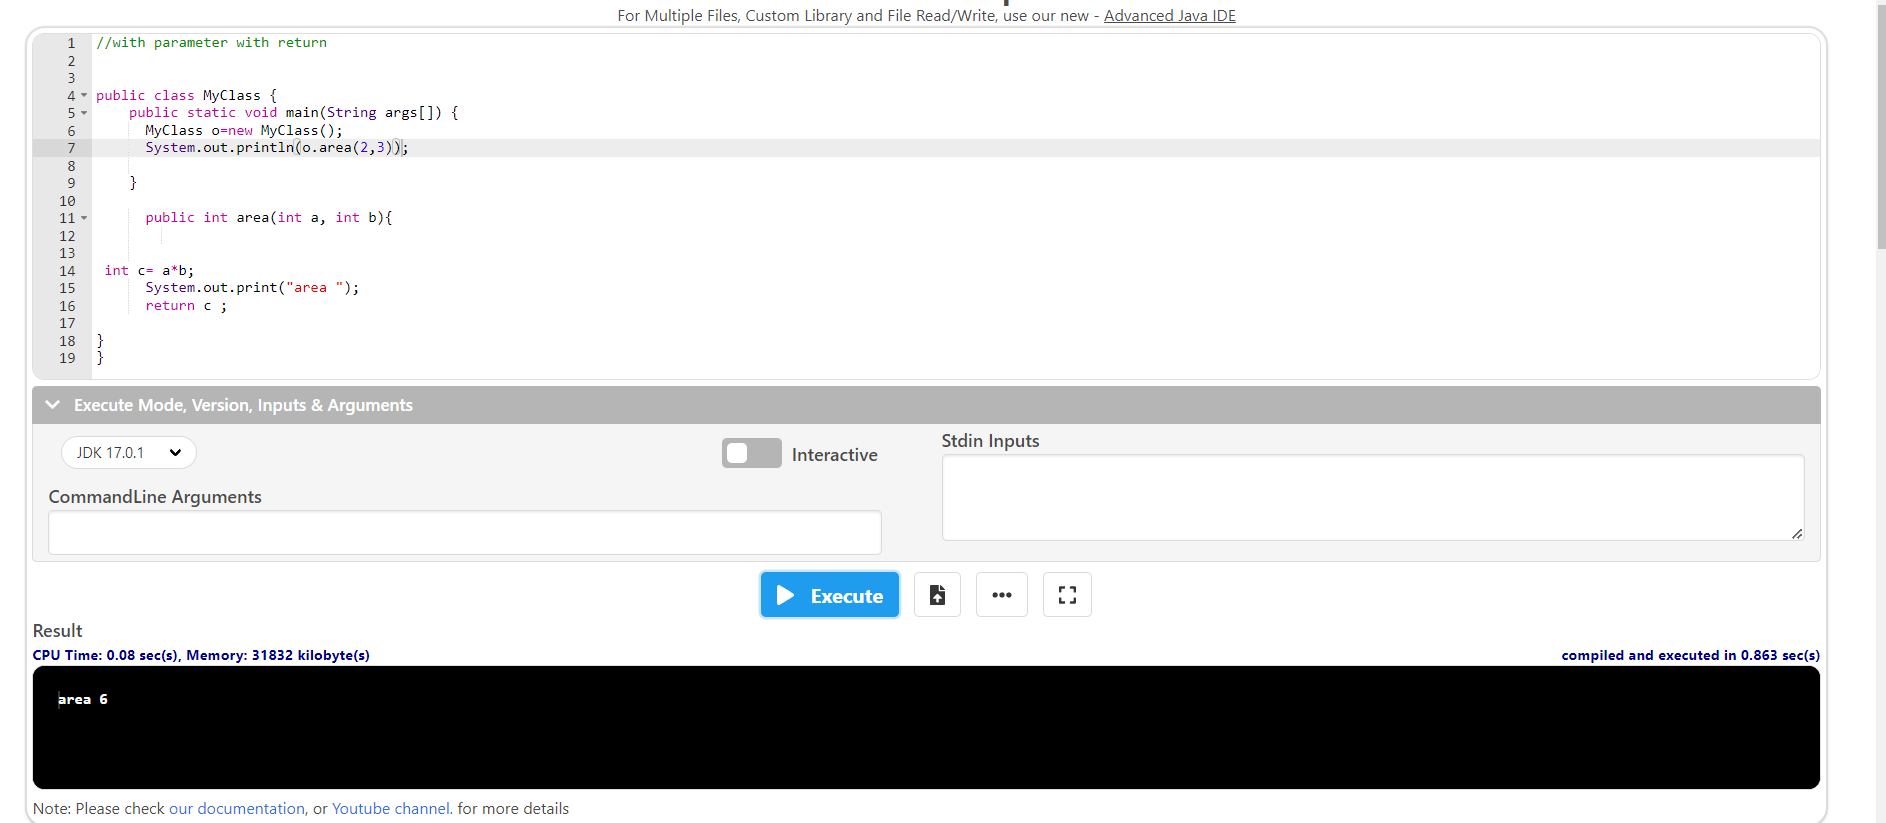 For Multiple Files, Custom Library and File Read/Write, use our new - Advanced Java IDE
1 //with parameter with return
2
3
4 public class MyClass {
5 public static void main(String args[]) {
6 MyClass o=new MyClass();
7 System.out.println(o.area(2,3));
8
9 }
10
11 public int area(int a, int b){
12
13
14 int c= a*b;
15 System.out.print("area ");
16 return c ;
17
18 }
19 }
Execute Mode, Version, Inputs & Arguments
JDK 17.0.1
Interactive
Stdin Inputs
CommandLine Arguments
Execute
Result
CPU Time: 0.08 sec(s), Memory: 31832 kilobyte(s)
compiled and executed in 0.863 sec(s)
area 6
Note: Please check our documentation, or Youtube channel. for more details